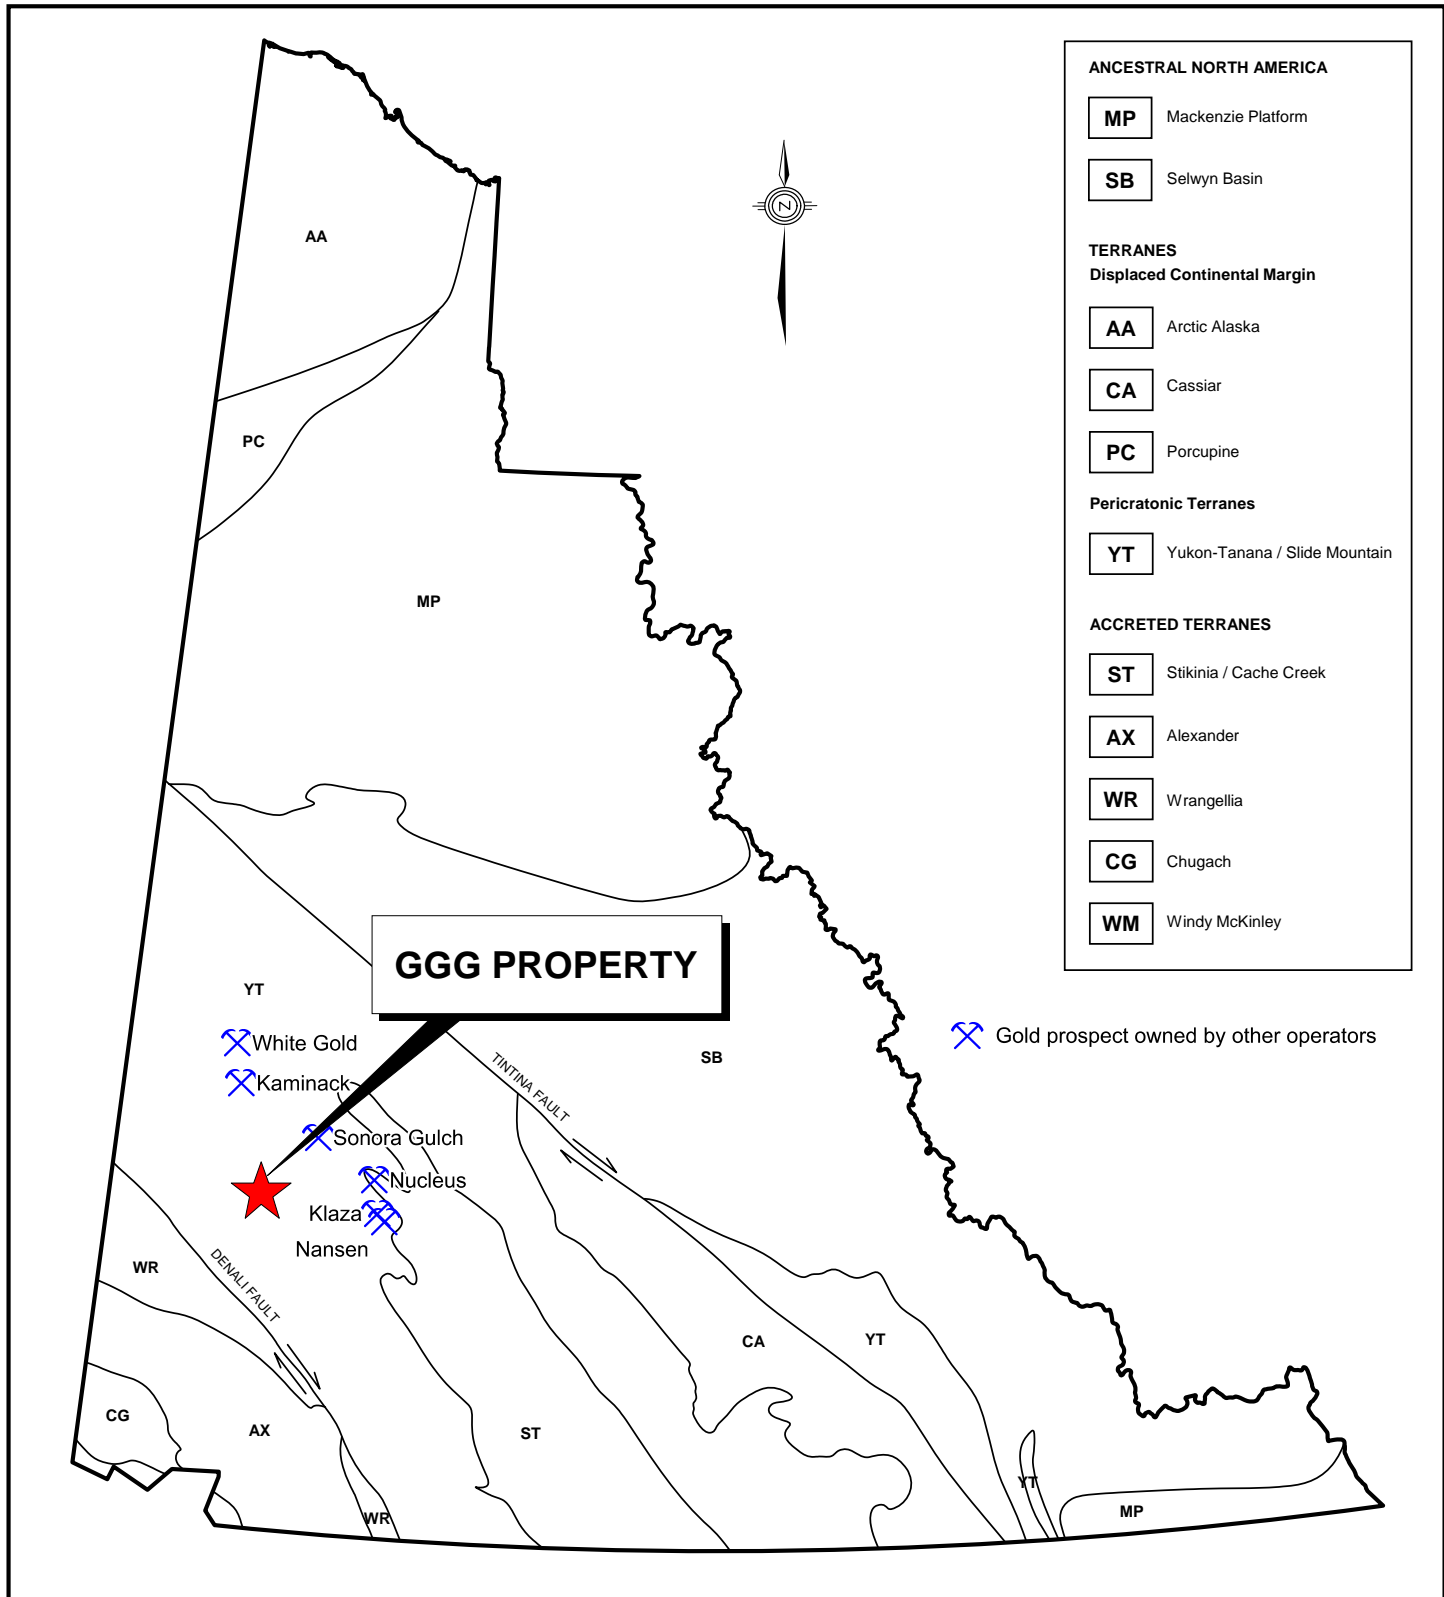 ANCESTRAL NORTH AMERICA
MP Mackenzie Platform
SB Selwyn Basin
TERRANES
Displaced Continental Margin
AA Arctic Alaska
CA Cassiar
PC Porcupine
Pericratonic Terranes
YT Yukon-Tanana / Slide Mountain
ACCRETED TERRANES
ST Stikinia / Cache Creek
AX Alexander
WR Wrangellia
CG Chugach
WM Windy McKinley
Gold prospect owned by other operators
N
AA
PC
MP
GGG PROPERTY
YT
White Gold
Kaminack
SB
TINTINA FAULT
Sonora Gulch
Nucleus
Klaza
Nansen
WR
DENALI FAULT
CA
YT
CG
AX
ST
YT
MP
WR